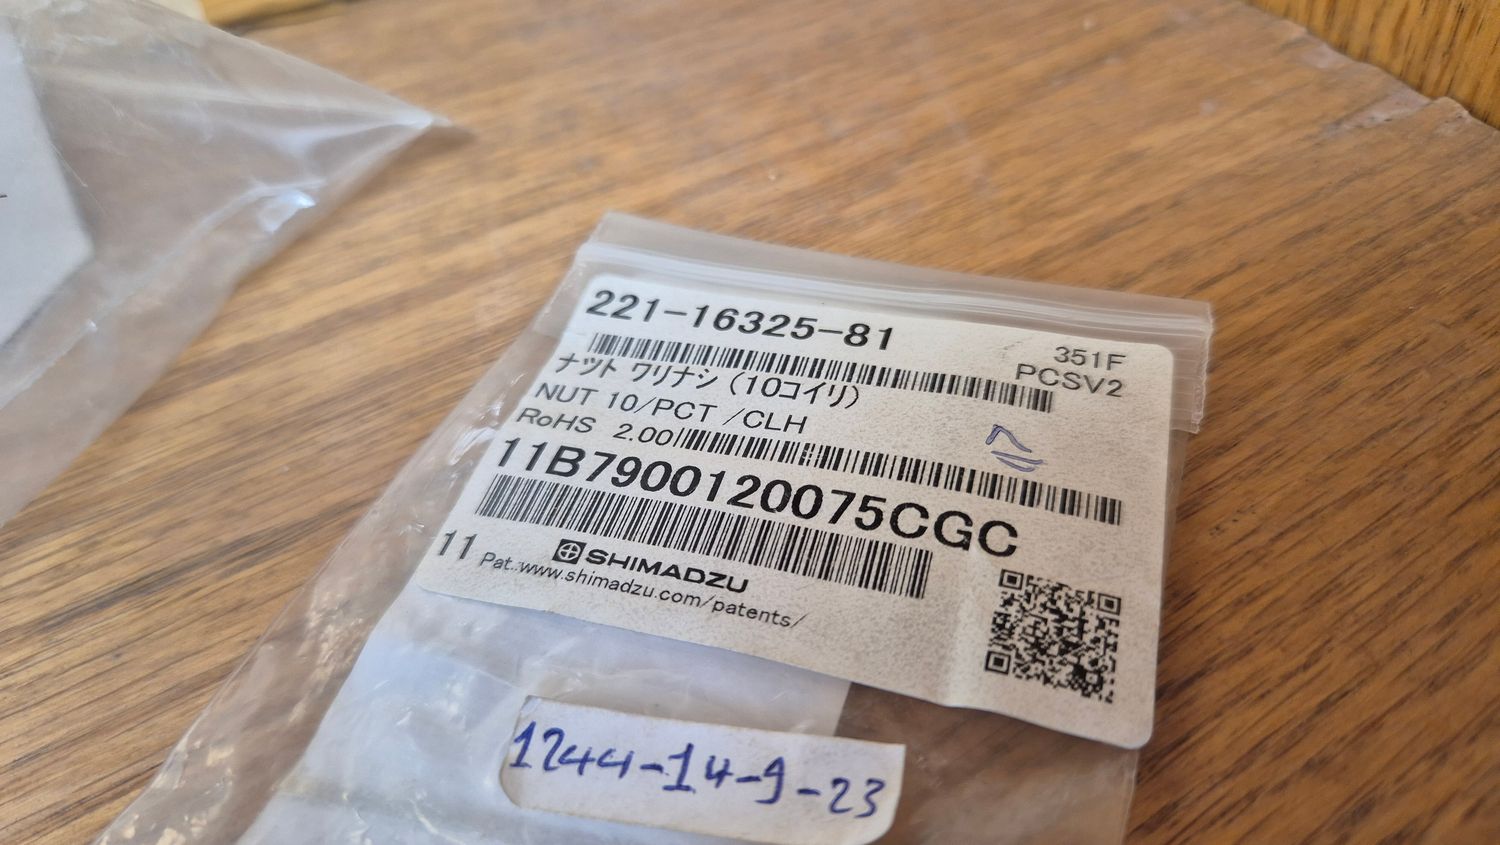 221-16325-81
351F
PCSV2
ナツト ワリナシ (10コイリ)
NUT 10/PCT /CLH
RoHS 2.00
11B7900120075CGC
11
SHIMADZU
Pat.:www.shimadzu.com/patents/
1244-14-9-23